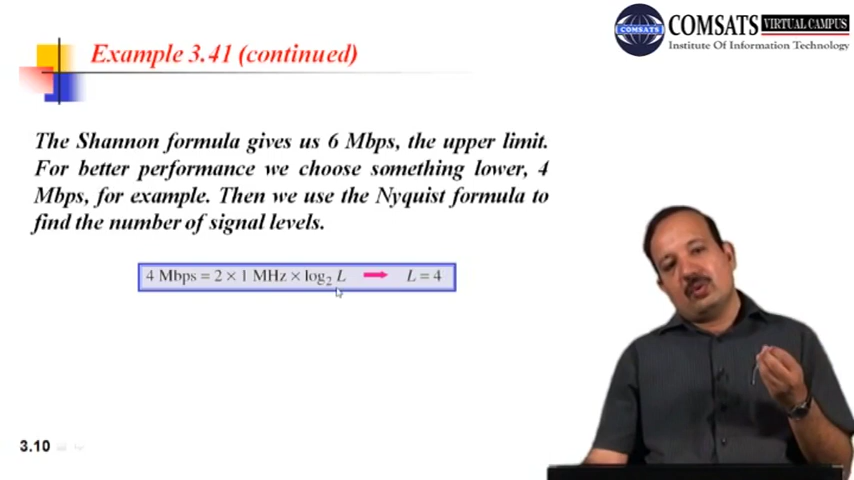 COMSATS VIRTUAL CAMPUS
COMSATS
Institute Of Information Technology
Example 3.41 (continued)
The Shannon formula gives us 6 Mbps, the upper limit.
For better performance we choose something lower, 4
Mbps, for example. Then we use the Nyquist formula to
find the number of signal levels.
4 Mbps = 2 × 1 MHz × log₂ L ➡ L = 4
3.10